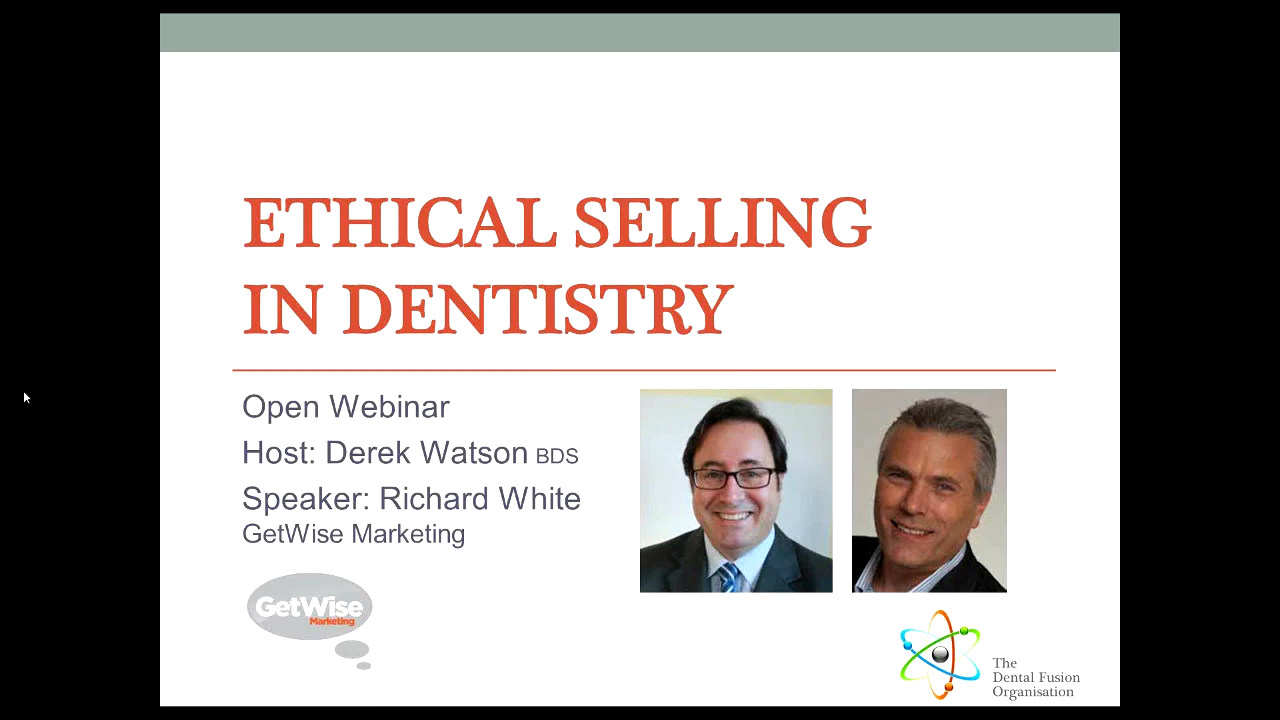 ETHICAL SELLING
IN DENTISTRY
Open Webinar
Host: Derek Watson BDS
Speaker: Richard White
GetWise Marketing
GetWise
Marketing
The
Dental Fusion
Organisation